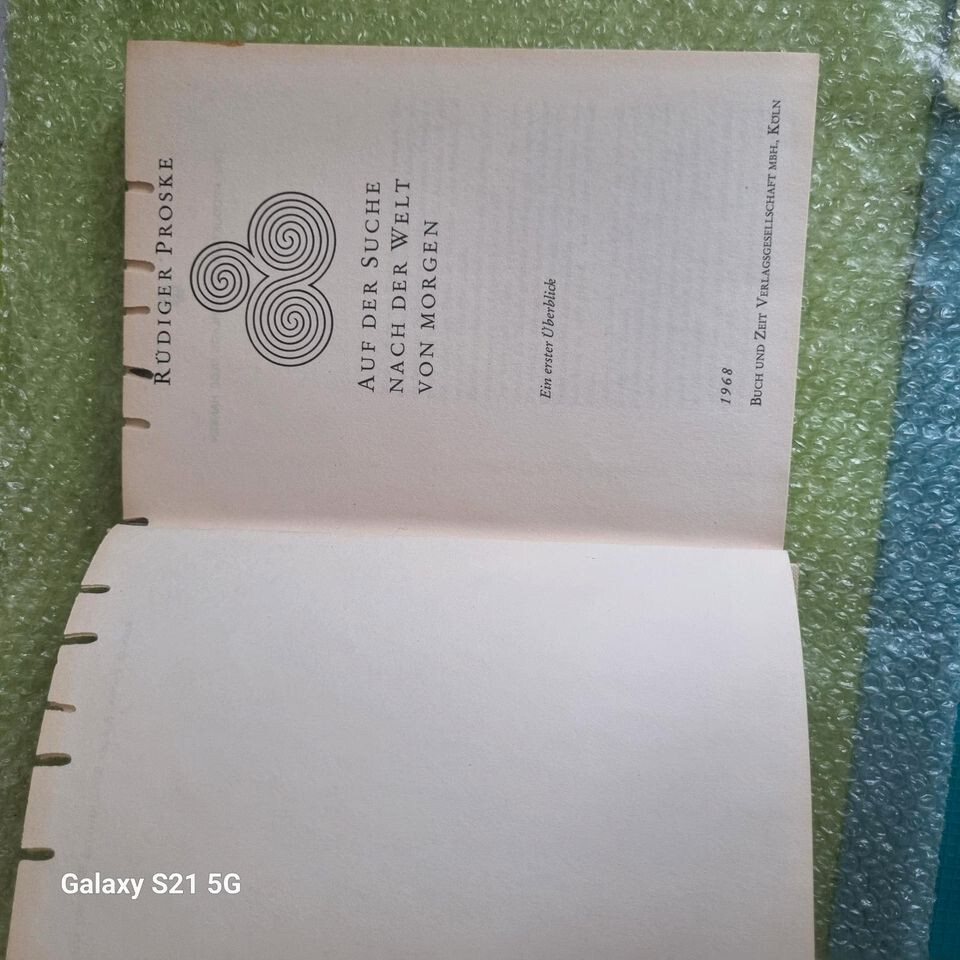 RÜDIGER PROSKE
AUF DER SUCHE
NACH DER WELT
VON MORGEN
Ein erster Überblick
1968
BUCH UND ZEIT VERLAGSGESELLSCHAFT MBH., KÖLN
Galaxy S21 5G